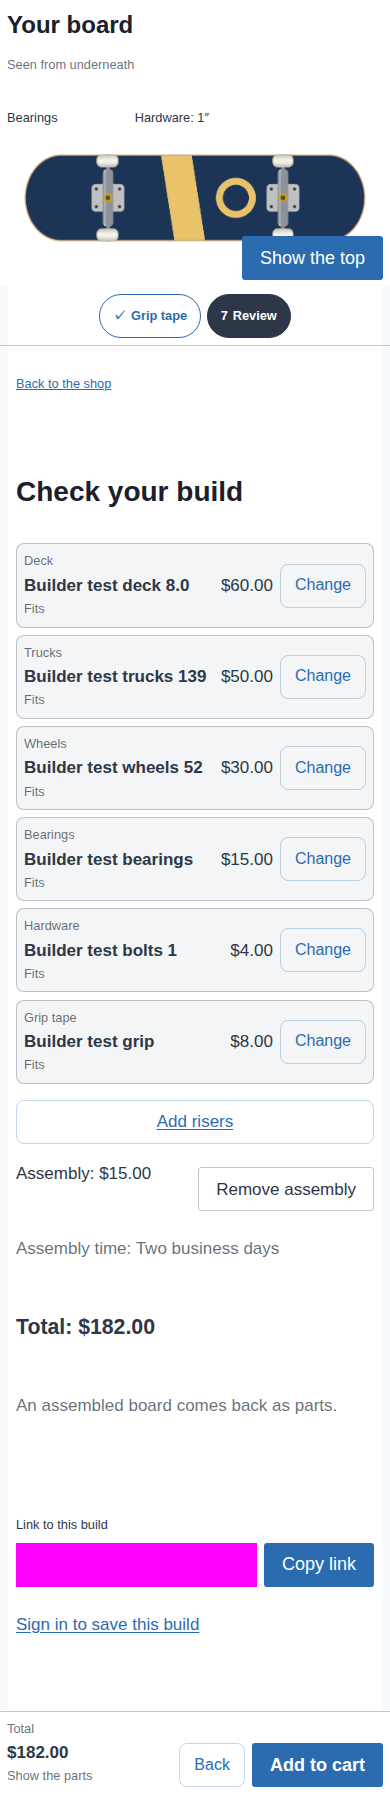 Your board
Seen from underneath
Bearings Hardware: 1″
Show the top
✓ Grip tape 7 Review
Back to the shop
Check your build
Deck
Builder test deck 8.0 $60.00 Change
Fits
Trucks
Builder test trucks 139 $50.00 Change
Fits
Wheels
Builder test wheels 52 $30.00 Change
Fits
Bearings
Builder test bearings $15.00 Change
Fits
Hardware
Builder test bolts 1 $4.00 Change
Fits
Grip tape
Builder test grip $8.00 Change
Fits
Add risers
Assembly: $15.00 Remove assembly
Assembly time: Two business days
Total: $182.00
An assembled board comes back as parts.
Link to this build
Copy link
Sign in to save this build
Total
$182.00
Show the parts
Back Add to cart